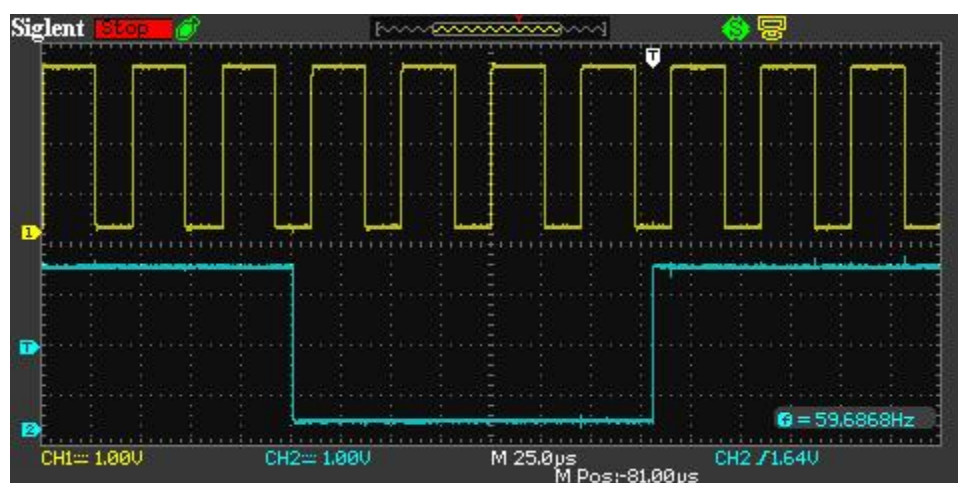 Siglent Stop
T
1
T
2
f = 59.6868Hz
CH1 1.00V CH2 1.00V M 25.0µs CH2 1.64V
M Pos:-81.00µs